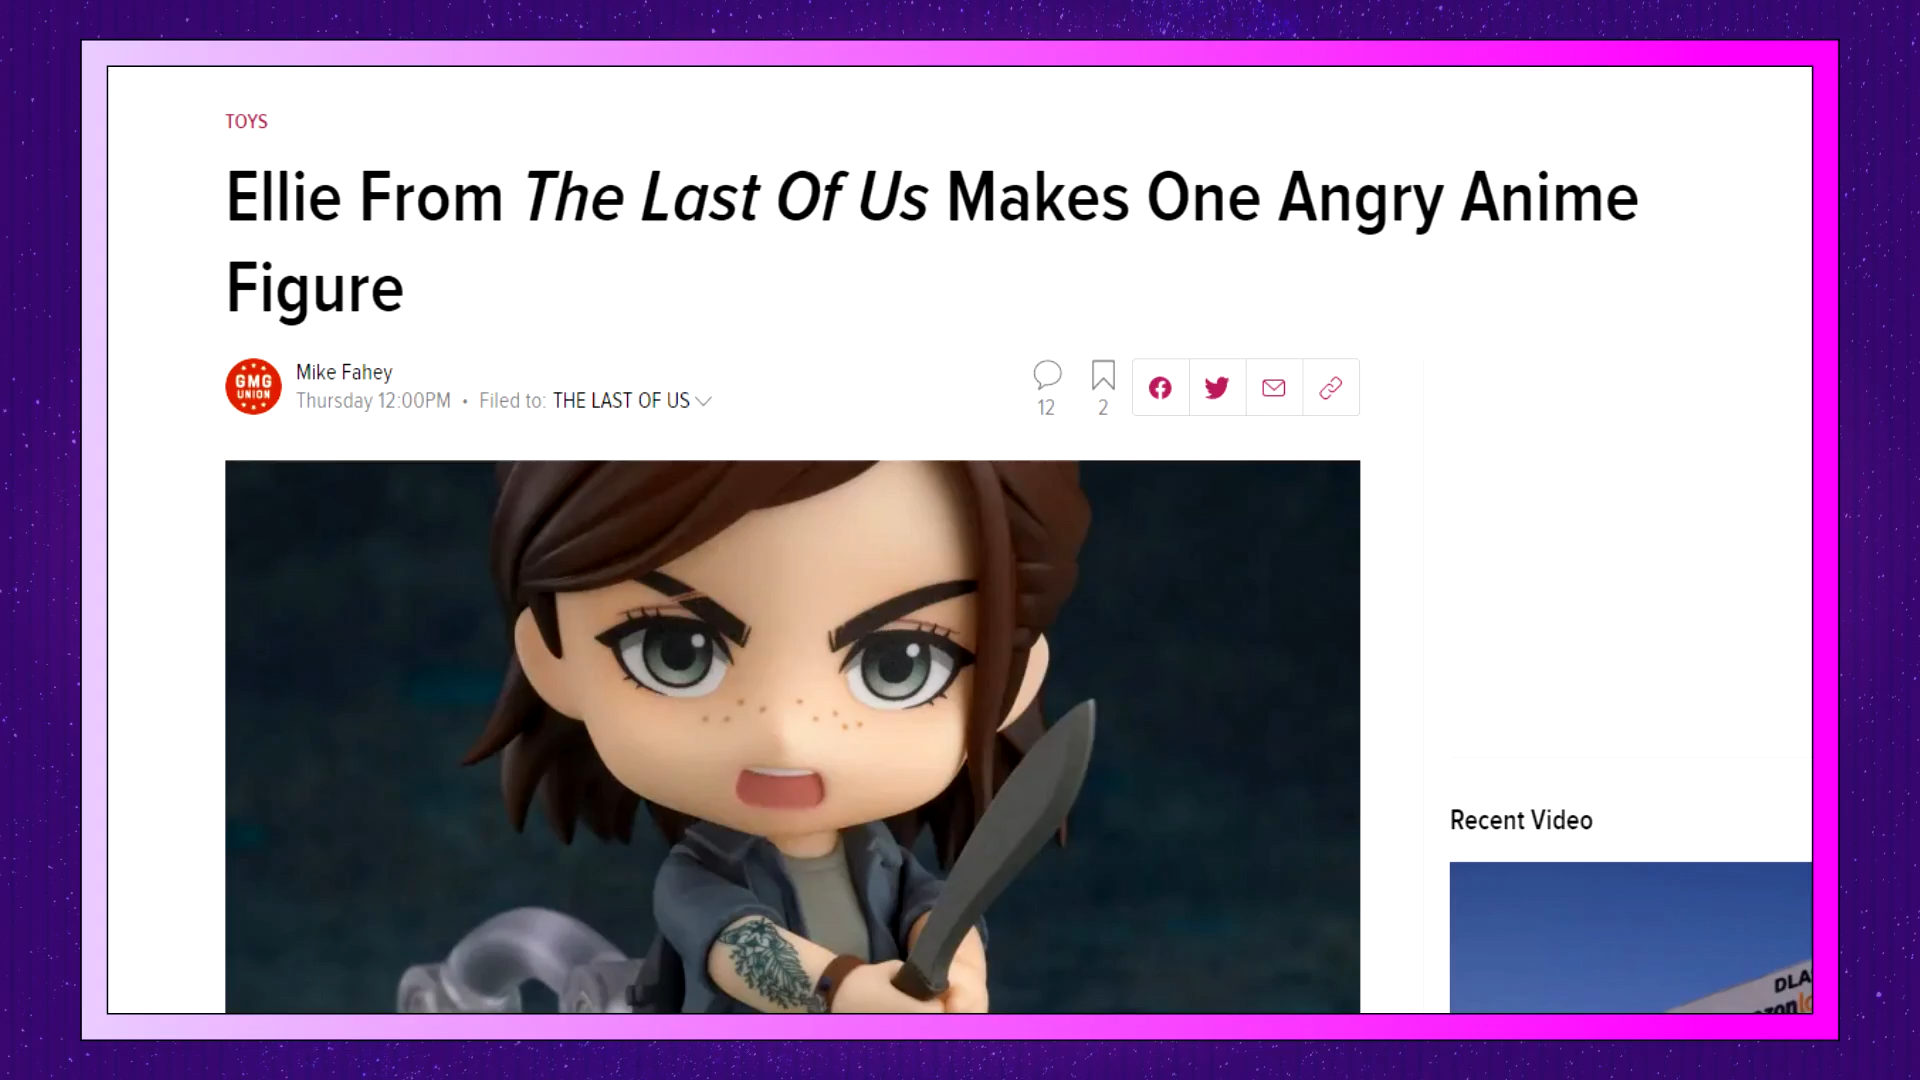 TOYS
Ellie From The Last Of Us Makes One Angry Anime
Figure
GMG
UNION
Mike Fahey
Thursday 12:00PM • Filed to: THE LAST OF US
12
2
Recent Video